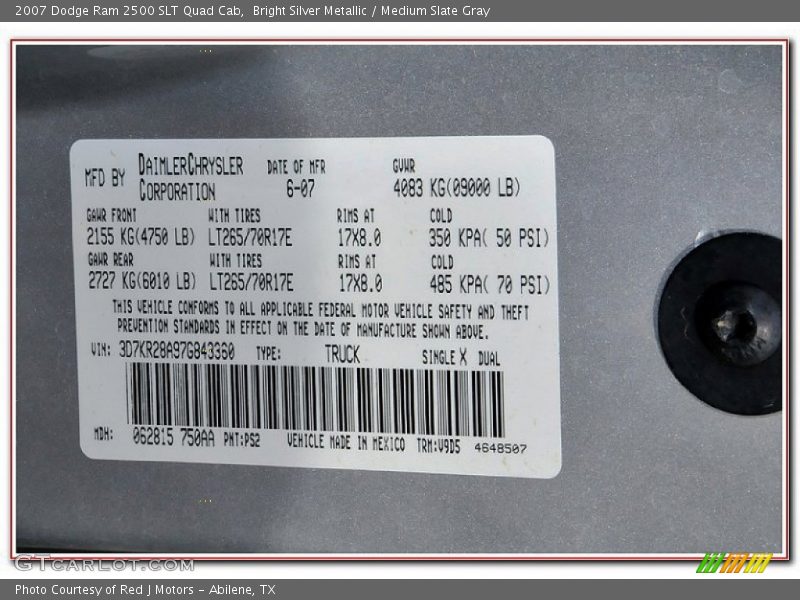 2007 Dodge Ram 2500 SLT Quad Cab,  Bright Silver Metallic / Medium Slate Gray
MFD BY DAIMLERCHRYSLER CORPORATION DATE OF MFR 6-07 GVWR 4083 KG(09000 LB)
GAWR FRONT WITH TIRES RIMS AT COLD
2155 KG(4750 LB) LT265/70R17E 17X8.0 350 KPA( 50 PSI)
GAWR REAR WITH TIRES RIMS AT COLD
2727 KG(6010 LB) LT265/70R17E 17X8.0 485 KPA( 70 PSI)
THIS VEHICLE CONFORMS TO ALL APPLICABLE FEDERAL MOTOR VEHICLE SAFETY AND THEFT
PREVENTION STANDARDS IN EFFECT ON THE DATE OF MANUFACTURE SHOWN ABOVE.
VIN: 3D7KR28A97G843360 TYPE: TRUCK SINGLE X DUAL
MDH: 062815 750AA PNT:PS2 VEHICLE MADE IN MEXICO TRM:V9D5 4648507
GTCARLOT.COM
Photo Courtesy of Red J Motors – Abilene, TX